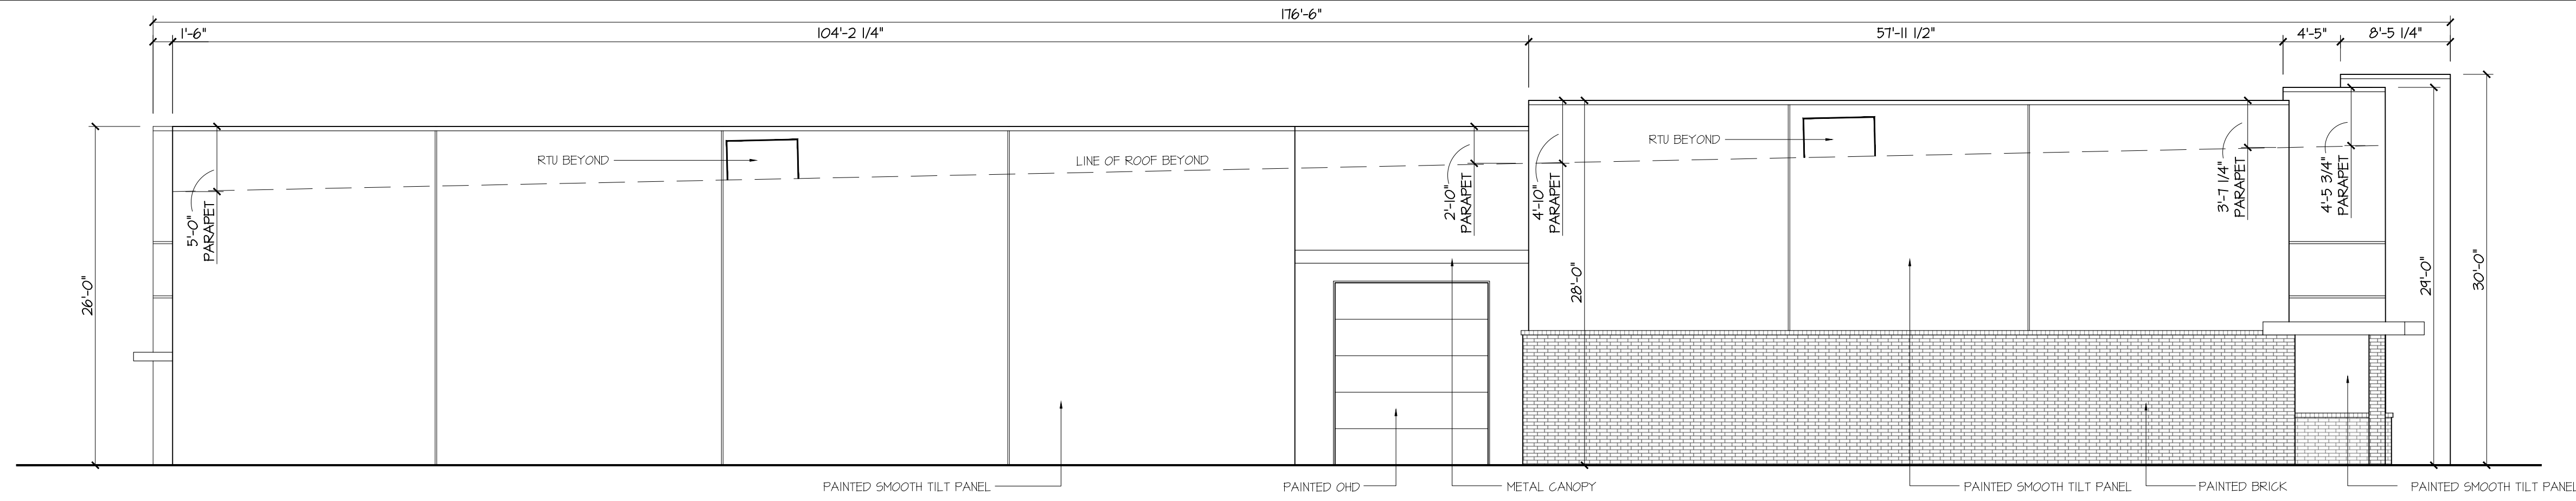 176'-6"
1'-6"
104'-2 1/4"
57'-11 1/2"
4'-5"
8'-5 1/4"
26'-0"
5'-0"
PARAPET
RTU BEYOND
LINE OF ROOF BEYOND
2'-10"
PARAPET
4'-10"
PARAPET
28'-0"
RTU BEYOND
3'-7 1/4"
PARAPET
4'-5 3/4"
PARAPET
29'-0"
30'-0"
PAINTED SMOOTH TILT PANEL
PAINTED OHD
METAL CANOPY
PAINTED SMOOTH TILT PANEL
PAINTED BRICK
PAINTED SMOOTH TILT PANEL